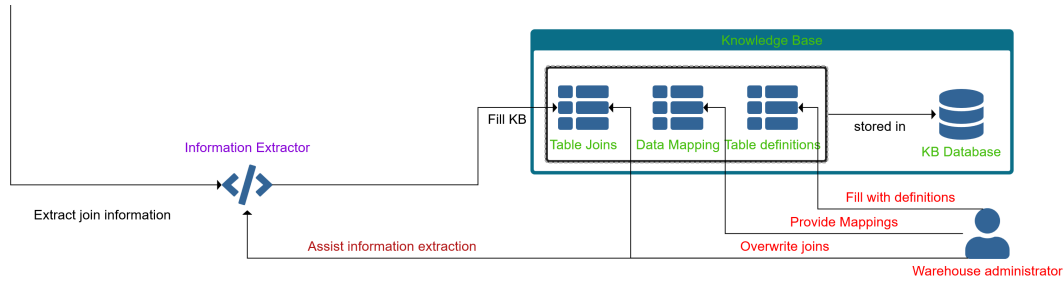 Knowledge Base
Fill KB
stored in
Table Joins
Data Mapping
Table definitions
KB Database
Information Extractor
Extract join information
Fill with definitions
Provide Mappings
Assist information extraction
Overwrite joins
Warehouse administrator